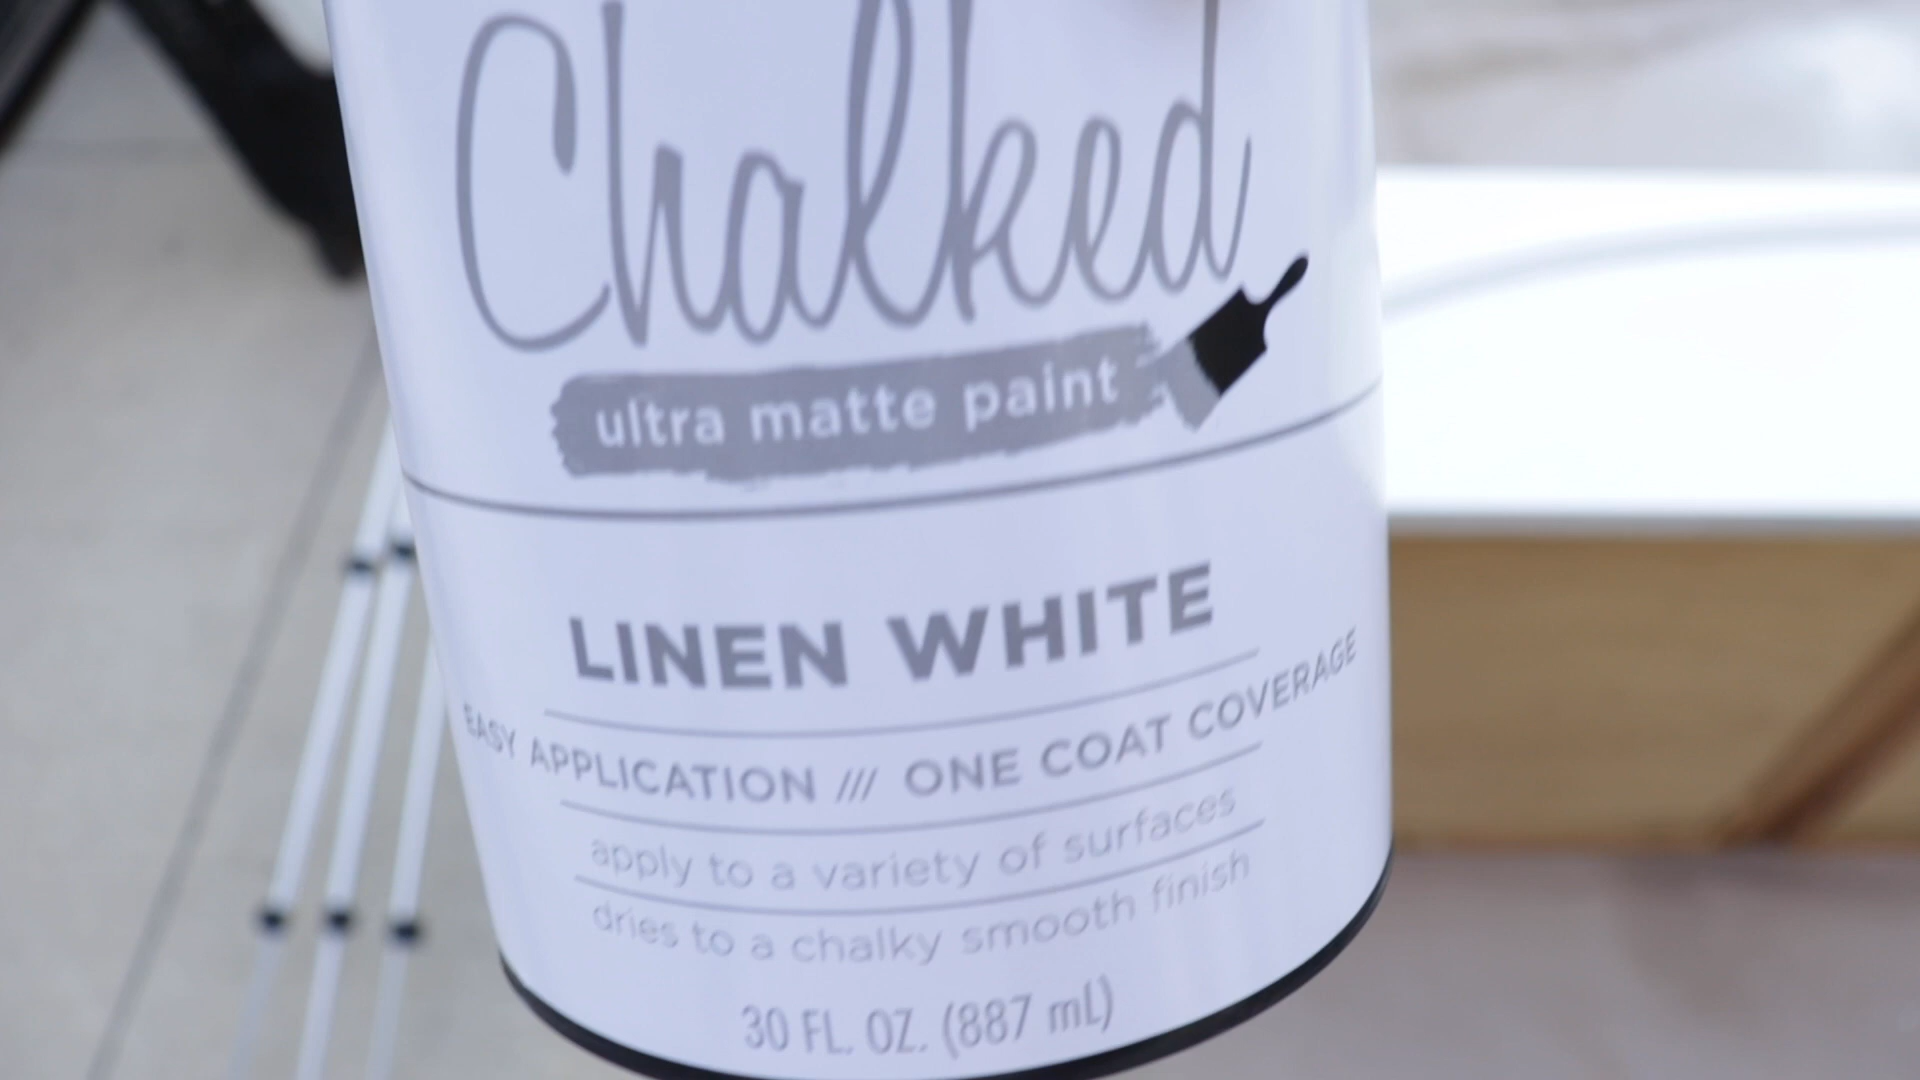 Chalked
ultra matte paint
LINEN WHITE
EASY APPLICATION /// ONE COAT COVERAGE
apply to a variety of surfaces
dries to a chalky smooth finish
30 FL. OZ. (887 mL)